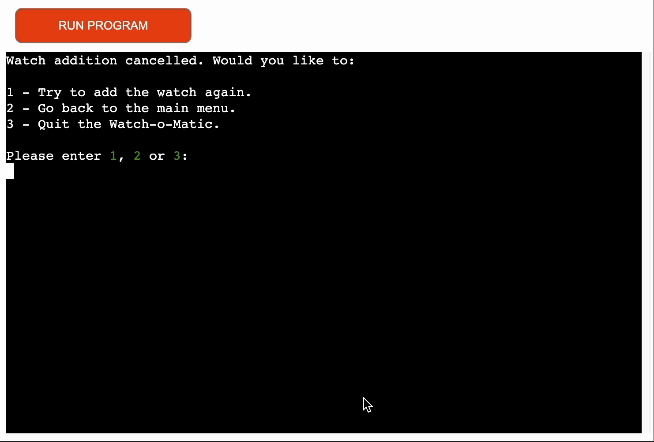 RUN PROGRAM
Watch addition cancelled. Would you like to:
1 - Try to add the watch again.
2 - Go back to the main menu.
3 - Quit the Watch-o-Matic.
Please enter 1, 2 or 3: